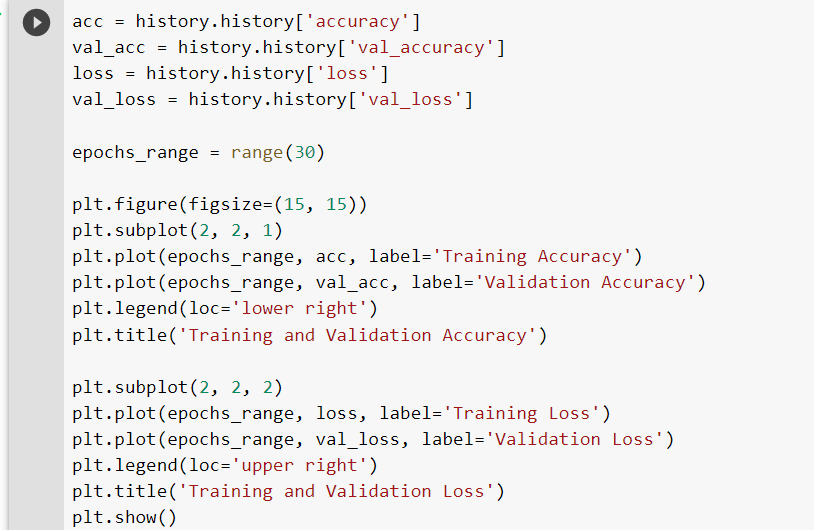 acc = history.history['accuracy']
val_acc = history.history['val_accuracy']
loss = history.history['loss']
val_loss = history.history['val_loss']

epochs_range = range(30)

plt.figure(figsize=(15, 15))
plt.subplot(2, 2, 1)
plt.plot(epochs_range, acc, label='Training Accuracy')
plt.plot(epochs_range, val_acc, label='Validation Accuracy')
plt.legend(loc='lower right')
plt.title('Training and Validation Accuracy')

plt.subplot(2, 2, 2)
plt.plot(epochs_range, loss, label='Training Loss')
plt.plot(epochs_range, val_loss, label='Validation Loss')
plt.legend(loc='upper right')
plt.title('Training and Validation Loss')
plt.show()